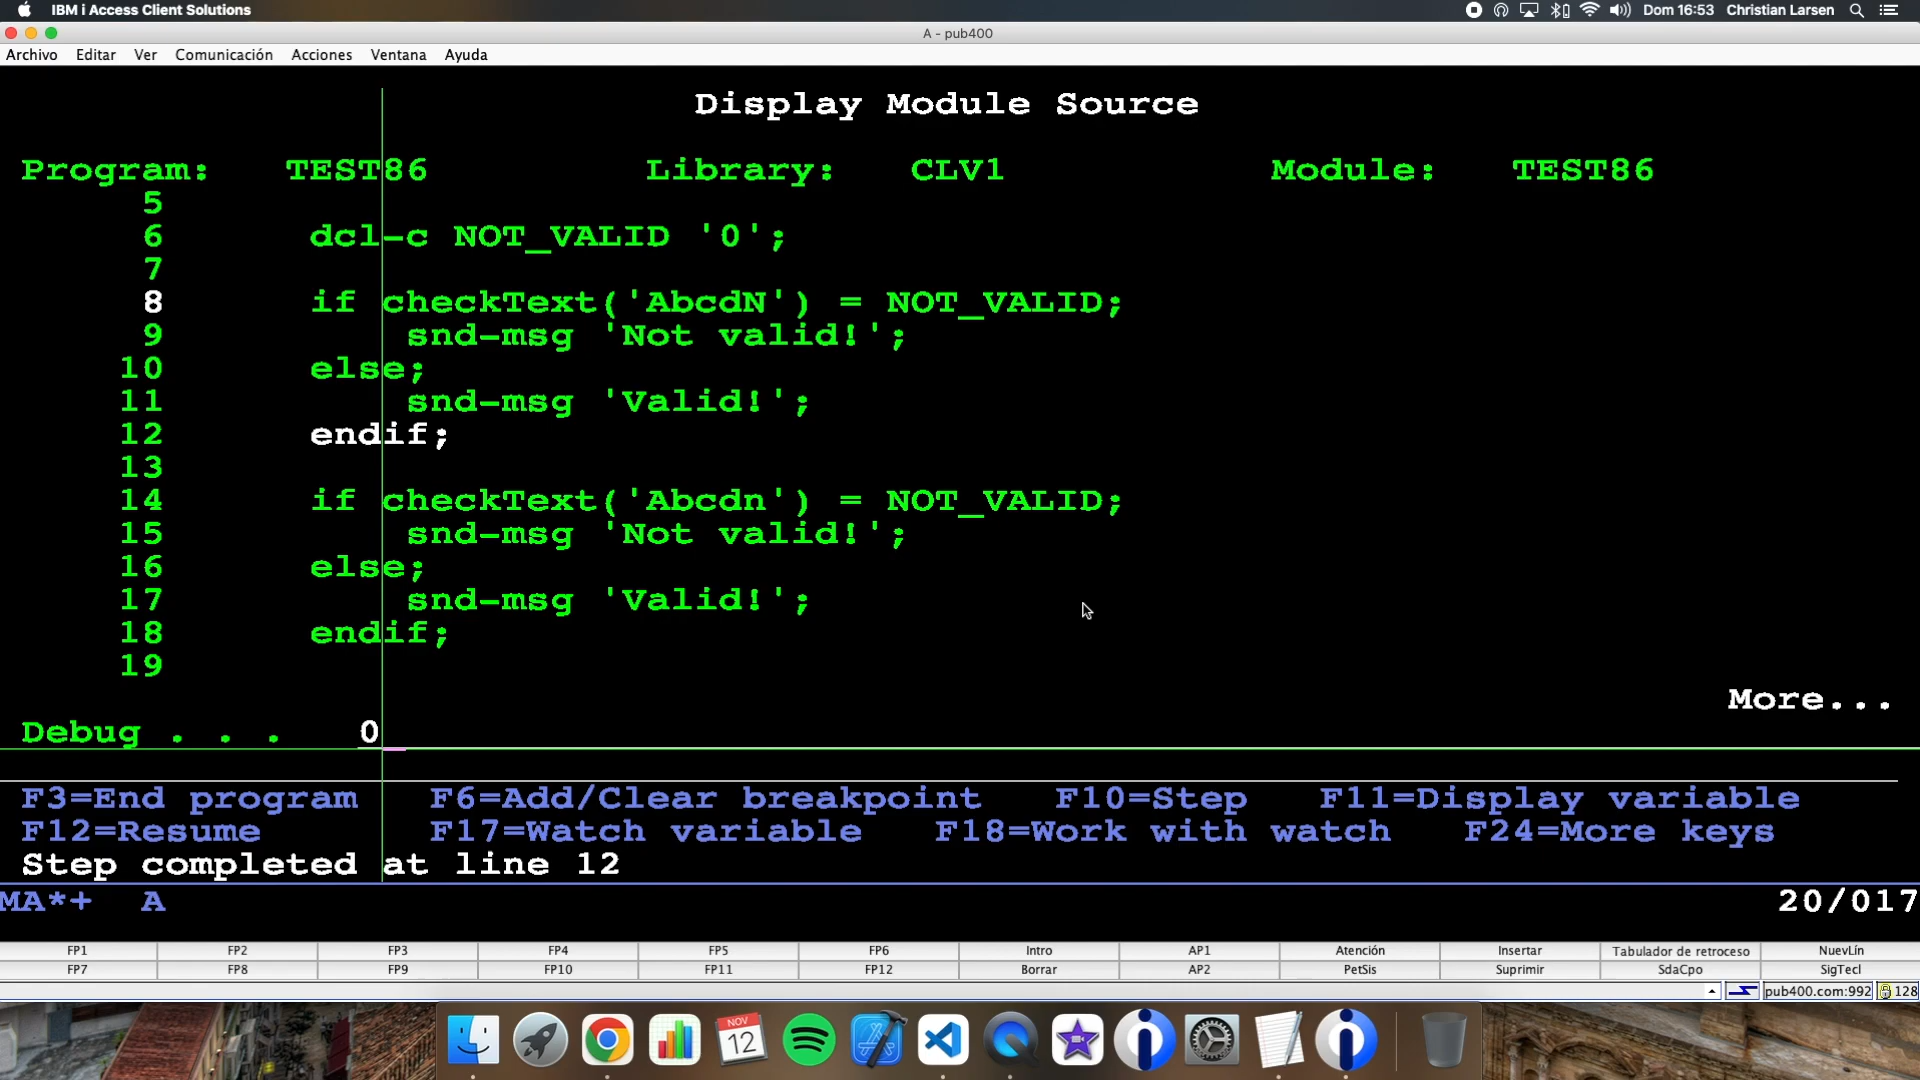 IBM i Access Client Solutions Dom 16:53 Christian Larsen
A - pub400
Archivo Editar Ver Comunicación Acciones Ventana Ayuda
Display Module Source
Program: TEST86 Library: CLV1 Module: TEST86
5
6 dcl-c NOT_VALID '0';
7
8 if checkText('AbcdN') = NOT_VALID;
9 snd-msg 'Not valid!';
10 else;
11 snd-msg 'Valid!';
12 endif;
13
14 if checkText('Abcdn') = NOT_VALID;
15 snd-msg 'Not valid!';
16 else;
17 snd-msg 'Valid!';
18 endif;
19
More...
Debug . . . 0
F3=End program F6=Add/Clear breakpoint F10=Step F11=Display variable
F12=Resume F17=Watch variable F18=Work with watch F24=More keys
Step completed at line 12
MA*+ A 20/017
FP1 FP2 FP3 FP4 FP5 FP6 Intro AP1 Atención Insertar Tabulador de retroceso NuevLín
FP7 FP8 FP9 FP10 FP11 FP12 Borrar AP2 PetSis Suprimir SdaCpo SigTecl
pub400.com:992 128
NOV
12